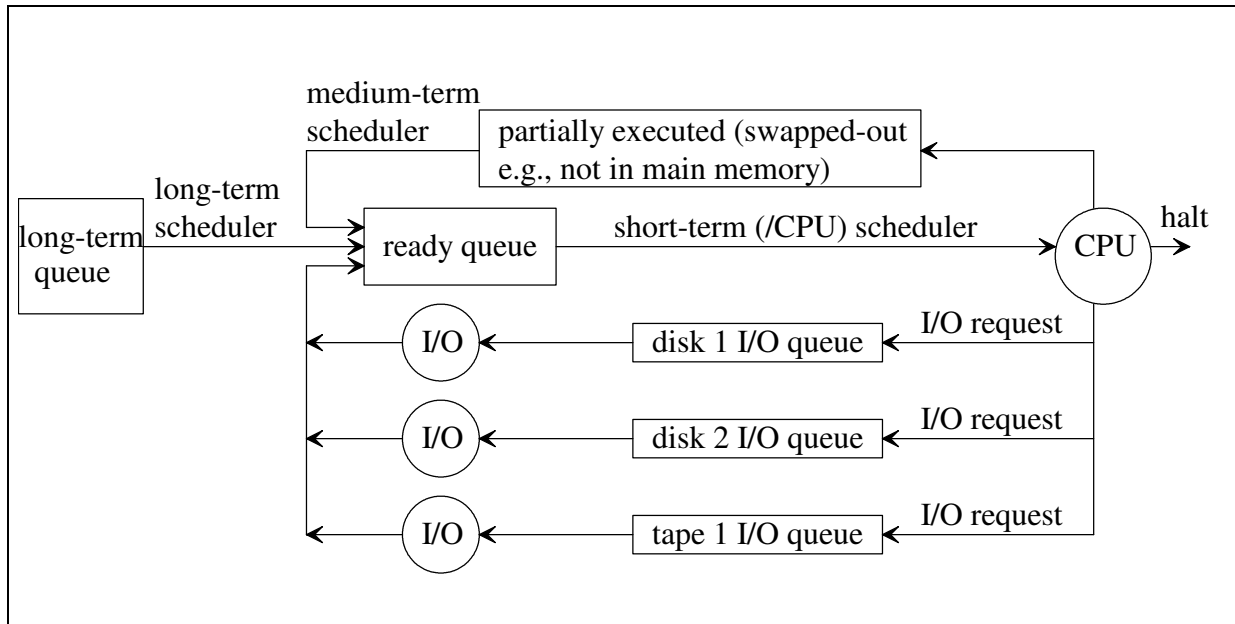 medium-term
scheduler
partially executed (swapped-out
e.g., not in main memory)
long-term
scheduler
long-term
queue
ready queue
short-term (/CPU) scheduler
CPU
halt
I/O
disk 1 I/O queue
I/O request
I/O
disk 2 I/O queue
I/O request
I/O
tape 1 I/O queue
I/O request